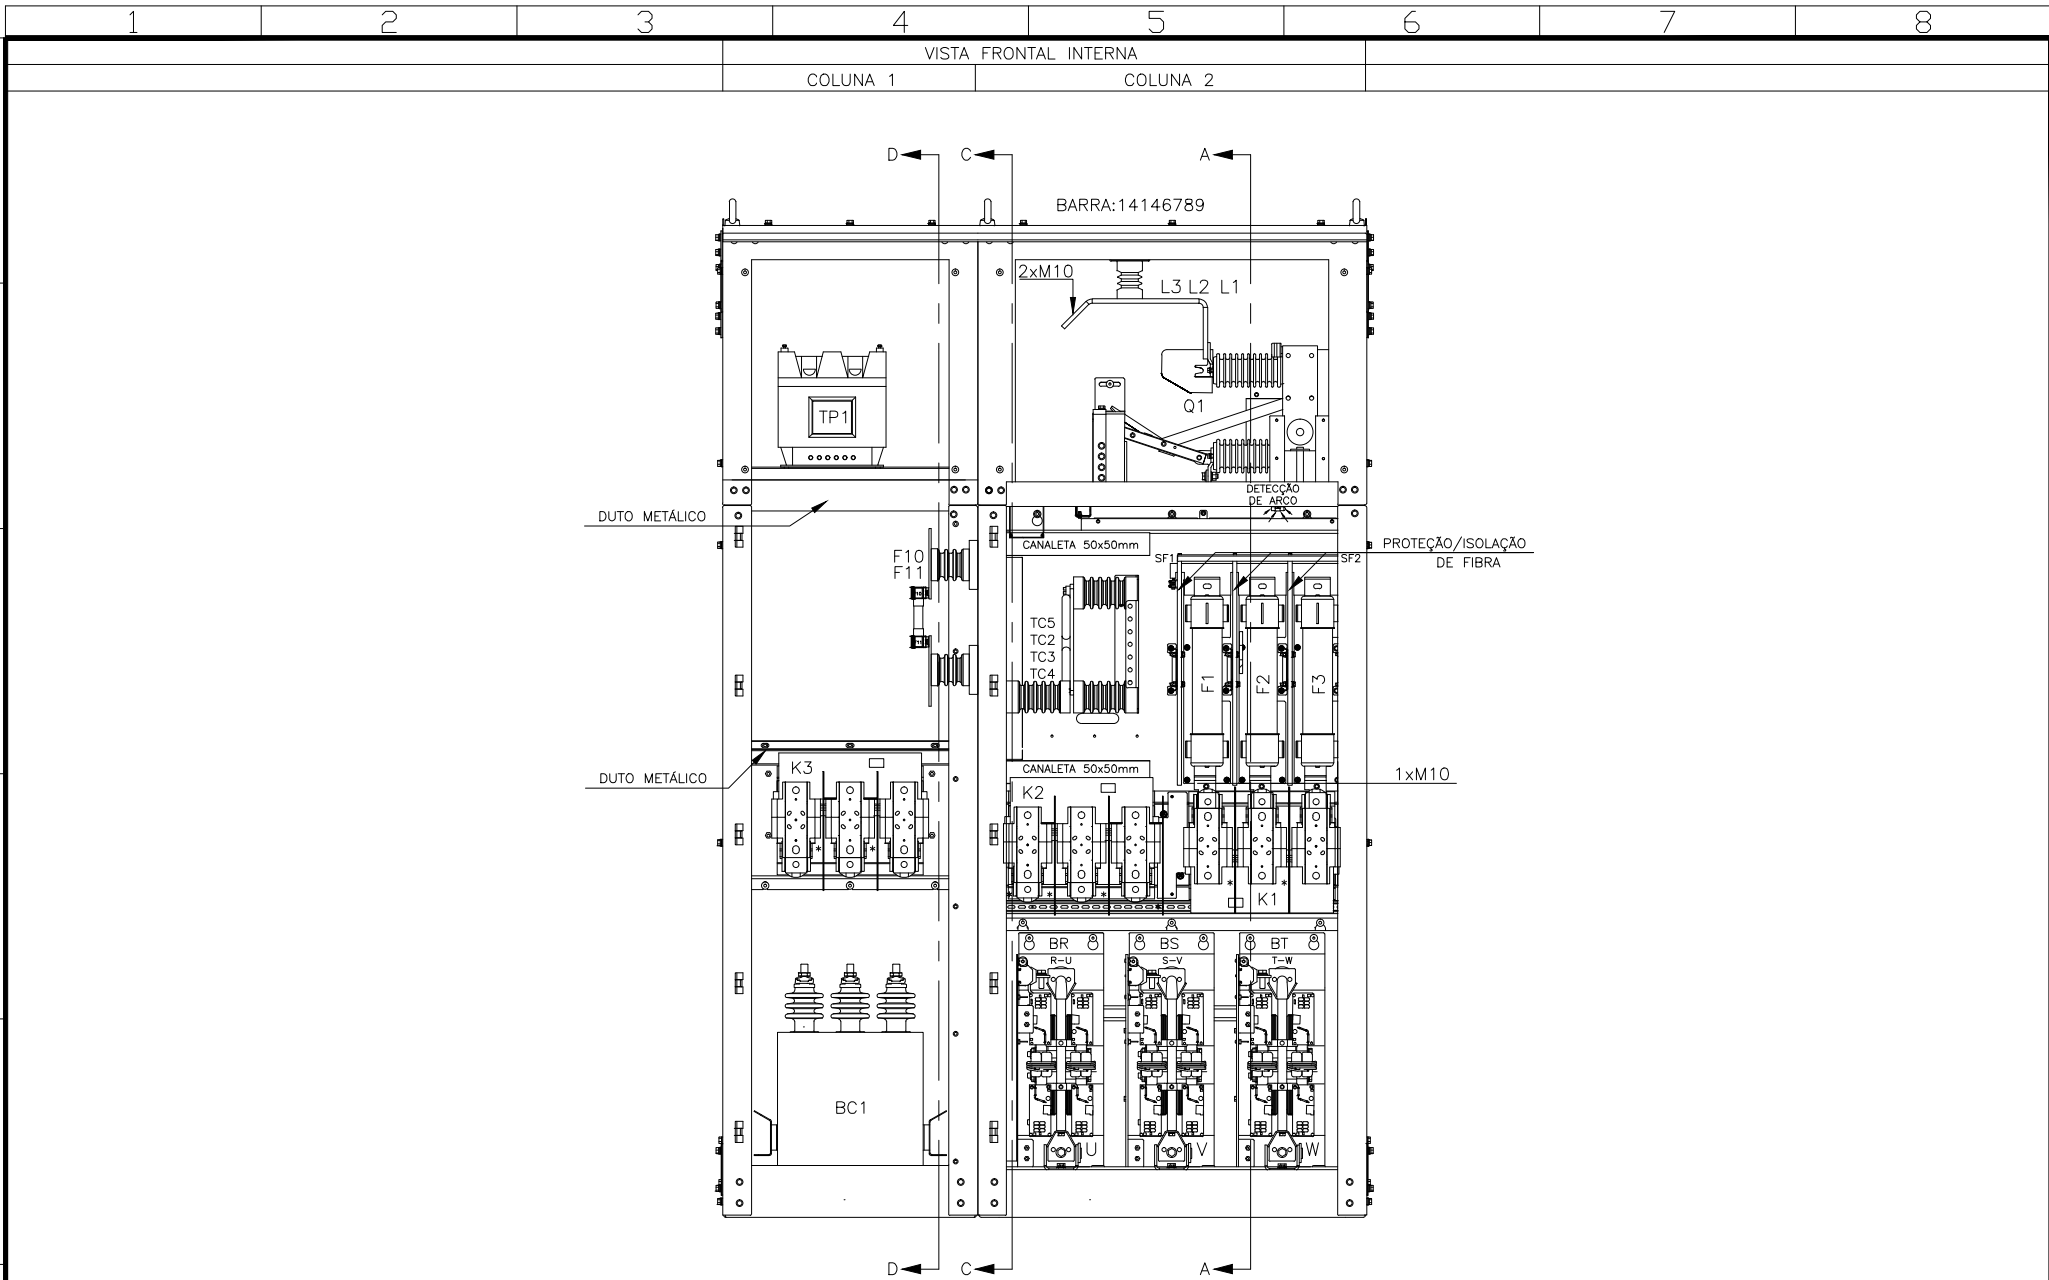 1 2 3 4 5 6 7 8
VISTA FRONTAL INTERNA
COLUNA 1 COLUNA 2
D C A
BARRA:14146789
2xM10
L3 L2 L1
Q1
TP1
DETECÇÃO
DE ARCO
DUTO METÁLICO
CANALETA 50x50mm
PROTEÇÃO/ISOLAÇÃO
DE FIBRA
SF1 SF2
F10
F11
TC5
TC2
TC3
TC4
F1 F2 F3
DUTO METÁLICO
K3
CANALETA 50x50mm
1xM10
K2
* *
* * * *
* *
K1
BR BS BT
R-U S-V T-W
BC1
U V W
D C A